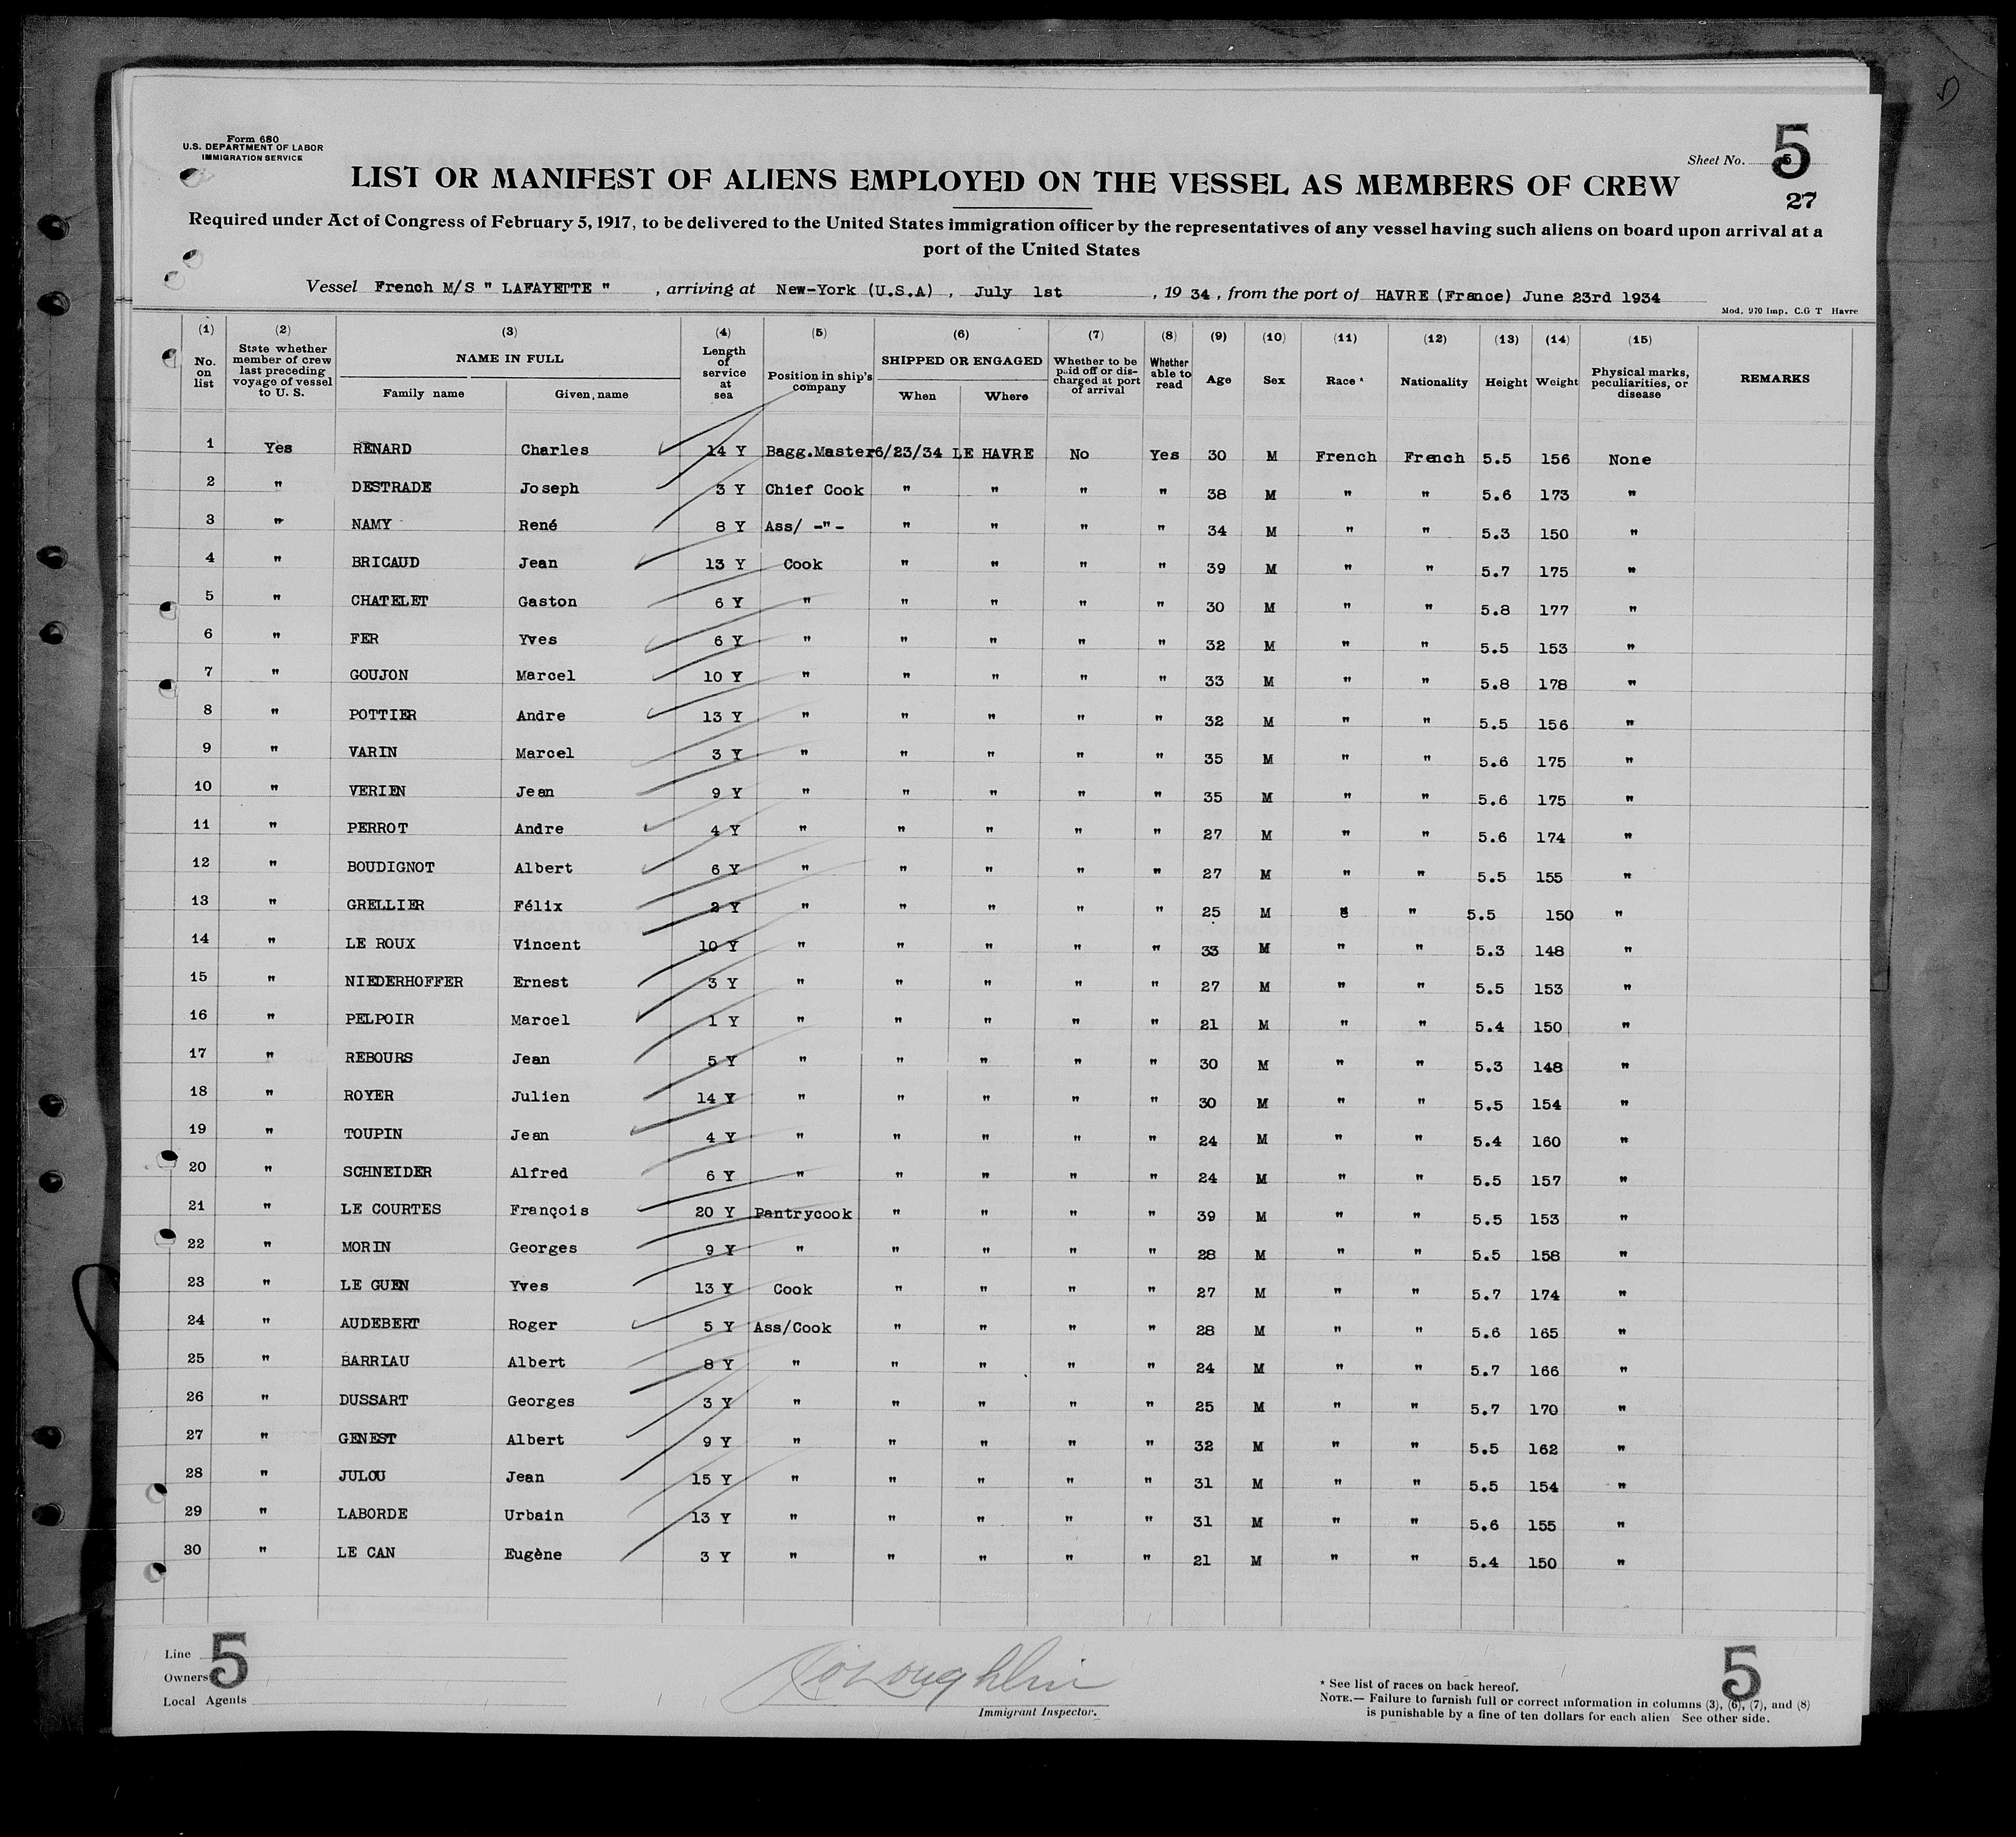 Form 680
U.S. DEPARTMENT OF LABOR
IMMIGRATION SERVICE
Sheet No. 5
5
27
LIST OR MANIFEST OF ALIENS EMPLOYED ON THE VESSEL AS MEMBERS OF CREW
Required under Act of Congress of February 5, 1917, to be delivered to the United States immigration officer by the representatives of any vessel having such aliens on board upon arrival at a
port of the United States
Vessel French M/S " LAFAYETTE " , arriving at New-York (U.S.A) , July 1st , 19 34 , from the port of HAVRE (France) June 23rd 1934
Mod. 970 Imp. C.G T Havre
(1) No. on list (2) State whether member of crew last preceding voyage of vessel to U. S. (3) NAME IN FULL Family name Given name (4) Length of service at sea (5) Position in ship's company (6) SHIPPED OR ENGAGED When Where (7) Whether to be paid off or discharged at port of arrival (8) Whether able to read (9) Age (10) Sex (11) Race * (12) Nationality (13) Height (14) Weight (15) Physical marks, peculiarities, or disease REMARKS
1 Yes RENARD Charles 14 Y Bagg.Master 6/23/34 LE HAVRE No Yes 30 M French French 5.5 156 None
2 " DESTRADE Joseph 3 Y Chief Cook " " " " 38 M " " 5.6 173 "
3 " NAMY René 8 Y Ass/ -"- " " " " 34 M " " 5.3 150 "
4 " BRICAUD Jean 13 Y Cook " " " " 39 M " " 5.7 175 "
5 " CHATELET Gaston 6 Y " " " " " 30 M " " 5.8 177 "
6 " FER Yves 6 Y " " " " " 32 M " " 5.5 153 "
7 " GOUJON Marcel 10 Y " " " " " 33 M " " 5.8 178 "
8 " POTTIER Andre 13 Y " " " " " 32 M " " 5.5 156 "
9 " VARIN Marcel 3 Y " " " " " 35 M " " 5.6 175 "
10 " VERIEN Jean 9 Y " " " " " 35 M " " 5.6 175 "
11 " PERROT Andre 4 Y " " " " " 27 M " " 5.6 174 "
12 " BOUDIGNOT Albert 6 Y " " " " " 27 M " " 5.5 155 "
13 " GRELLIER Félix 2 Y " " " " " 25 M " 5.5 150 "
14 " LE ROUX Vincent 10 Y " " " " " 33 M " " 5.3 148 "
15 " NIEDERHOFFER Ernest 3 Y " " " " " 27 M " " 5.5 153 "
16 " PELPOIR Marcel 1 Y " " " " " 21 M " " 5.4 150 "
17 " REBOURS Jean 5 Y " " " " " 30 M " " 5.3 148 "
18 " ROYER Julien 14 Y " " " " " 30 M " " 5.5 154 "
19 " TOUPIN Jean 4 Y " " " " " 24 M " " 5.4 160 "
20 " SCHNEIDER Alfred 6 Y " " " " " 24 M " " 5.5 157 "
21 " LE COURTES François 20 Y Pantrycook " " " " 39 M " " 5.5 153 "
22 " MORIN Georges 9 Y " " " " " 28 M " " 5.5 158 "
23 " LE GUEN Yves 13 Y Cook " " " " 27 M " " 5.7 174 "
24 " AUDEBERT Roger 5 Y Ass/Cook " " " " 28 M " " 5.6 165 "
25 " BARRIAU Albert 8 Y " " " " " 24 M " " 5.7 166 "
26 " DUSSART Georges 3 Y " " " " " 25 M " " 5.7 170 "
27 " GENEST Albert 9 Y " " " " " 32 M " " 5.5 162 "
28 " JULOU Jean 15 Y " " " " " 31 M " " 5.5 154 "
29 " LABORDE Urbain 13 Y " " " " " 31 M " " 5.6 155 "
30 " LE CAN Eugène 3 Y " " " " " 21 M " " 5.4 150 "
Line
Owners
Local Agents
5
Immigrant Inspector.
5
* See list of races on back hereof.
NOTE.— Failure to furnish full or correct information in columns (3), (6), (7), and (8)
is punishable by a fine of ten dollars for each alien See other side.